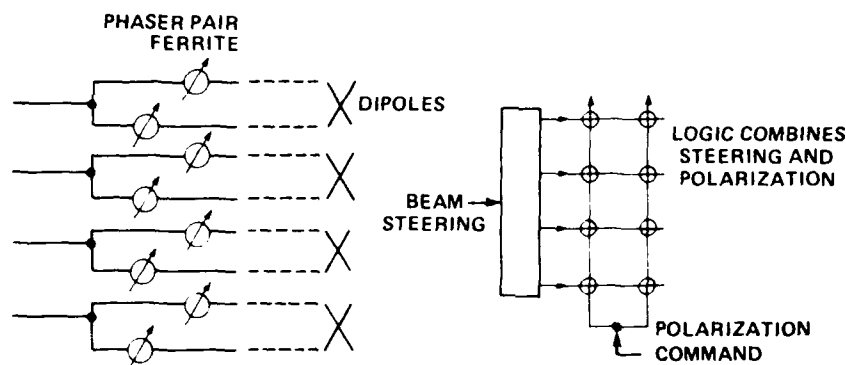 PHASER PAIR
FERRITE
DIPOLES
BEAM
STEERING
LOGIC COMBINES
STEERING AND
POLARIZATION
POLARIZATION
COMMAND